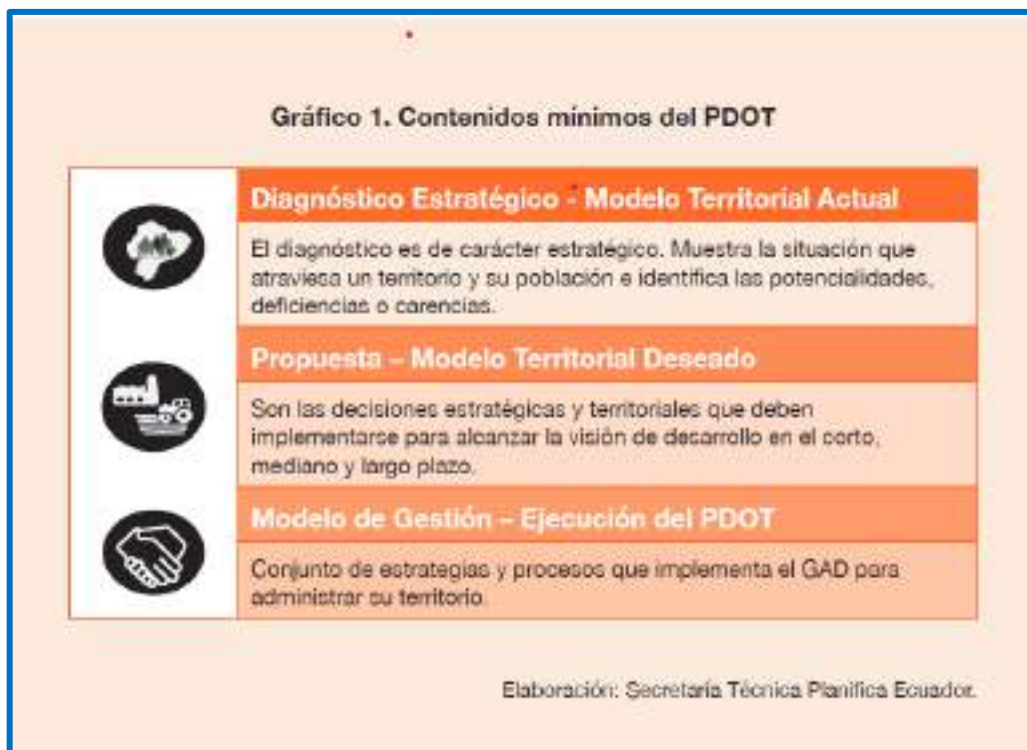 Gráfico 1. Contenidos mínimos del PDOT
Diagnóstico Estratégico - Modelo Territorial Actual
El diagnóstico es de carácter estratégico. Muestra la situación que
atraviesa un territorio y su población e identifica las potencialidades,
deficiencias o carencias.
Propuesta – Modelo Territorial Deseado
Son las decisiones estratégicas y territoriales que deben
implementarse para alcanzar la visión de desarrollo en el corto,
mediano y largo plazo.
Modelo de Gestión – Ejecución del PDOT
Conjunto de estrategias y procesos que implementa el GAD para
administrar su territorio.
Elaboración: Secretaría Técnica Planifica Ecuador.